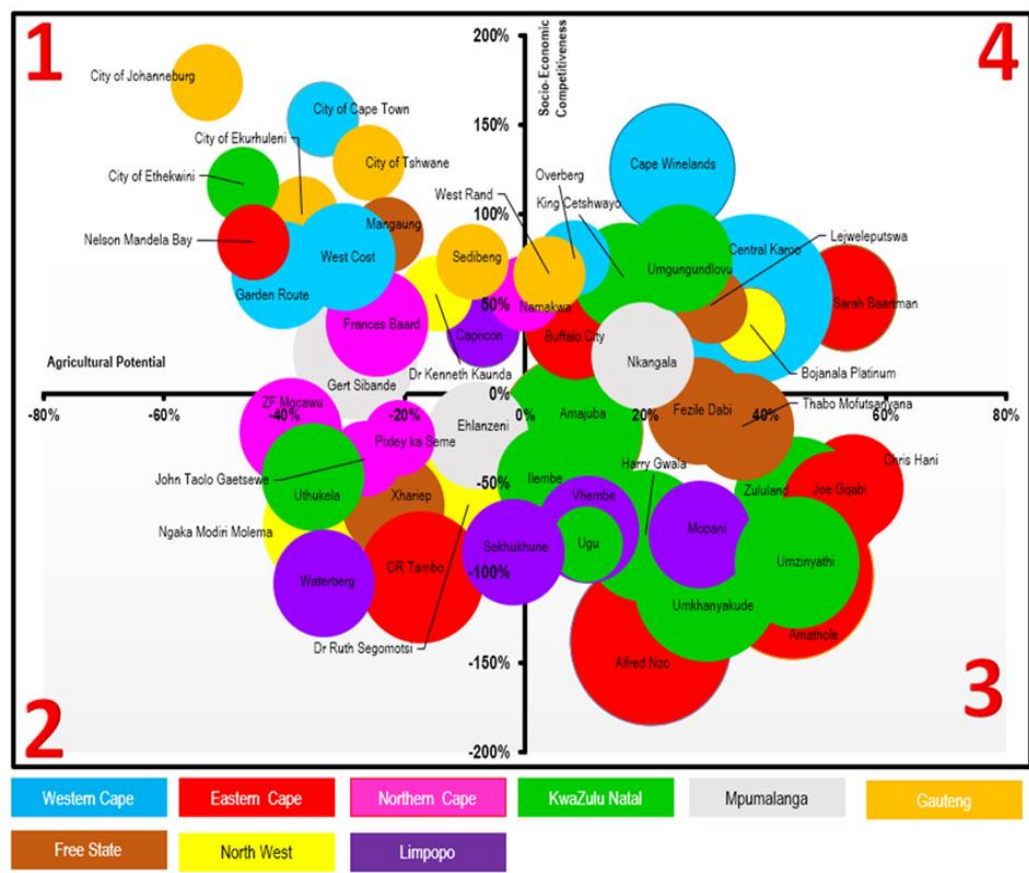 1
4
200%
Socio-Economic
Competitiveness
City of Johanneburg
City of Cape Town
150%
City of Ekurhuleni
City of Tshwane
Cape Winelands
City of Ethekwini
Overberg
West Rand
King Cetshwayo
100%
Nelson Mandela Bay
Mangaung
Lejweleputswa
West Cost
Sedibeng
Umgungundlovu
Central Karoo
Garden Route
50%
Namakwa
Sarah Baartman
Frances Baard
Capricon
Buffalo City
Agricultural Potential
Nkangala
Dr Kenneth Kaunda
Bojanala Platinum
Gert Sibande
0%
-80%
-60%
-40%
-20%
0%
20%
40%
60%
80%
ZF Mgcawu
Amajuba
Fezile Dabi
Thabo Mofutsanyana
Ehlanzeni
Pixley ka Seme
Harry Gwala
Chris Hani
John Taolo Gaetsewe
-50%
Ilembe
Vhembe
Zululand
Joe Gqabi
Uthukela
Xhariep
Mopani
Ngaka Modiri Molema
Sekhukhune
Ugu
Umzinyathi
Waterberg
OR Tambo
-100%
Umkhanyakude
Amathole
Dr Ruth Segomotsi
-150%
Alfred Nzo
2
3
-200%
Western Cape
Eastern Cape
Northern Cape
KwaZulu Natal
Mpumalanga
Gauteng
Free State
North West
Limpopo